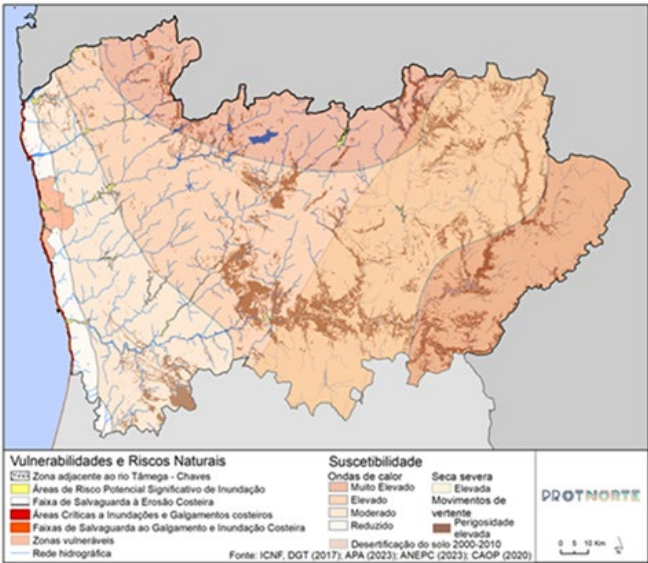 Vulnerabilidades e Riscos Naturais
Zona adjacente ao rio Tâmega - Chaves
Áreas de Risco Potencial Significativo de Inundação
Faixa de Salvaguarda à Erosão Costeira
Áreas Críticas a Inundações e Galgamentos costeiros
Faixas de Salvaguarda ao Galgamento e Inundação Costeira
Zonas vulneráveis
Rede hidrográfica
Suscetibilidade
Ondas de calor
Muito Elevado
Elevado
Moderado
Reduzido
Desertificação do solo 2000-2010
Seca severa
Elevada
Movimentos de
vertente
Perigosidade
elevada
Fonte: ICNF, DGT (2017); APA (2023); ANEPC (2023); CAOP (2020)
PROTNORTE
0 5 10 Km